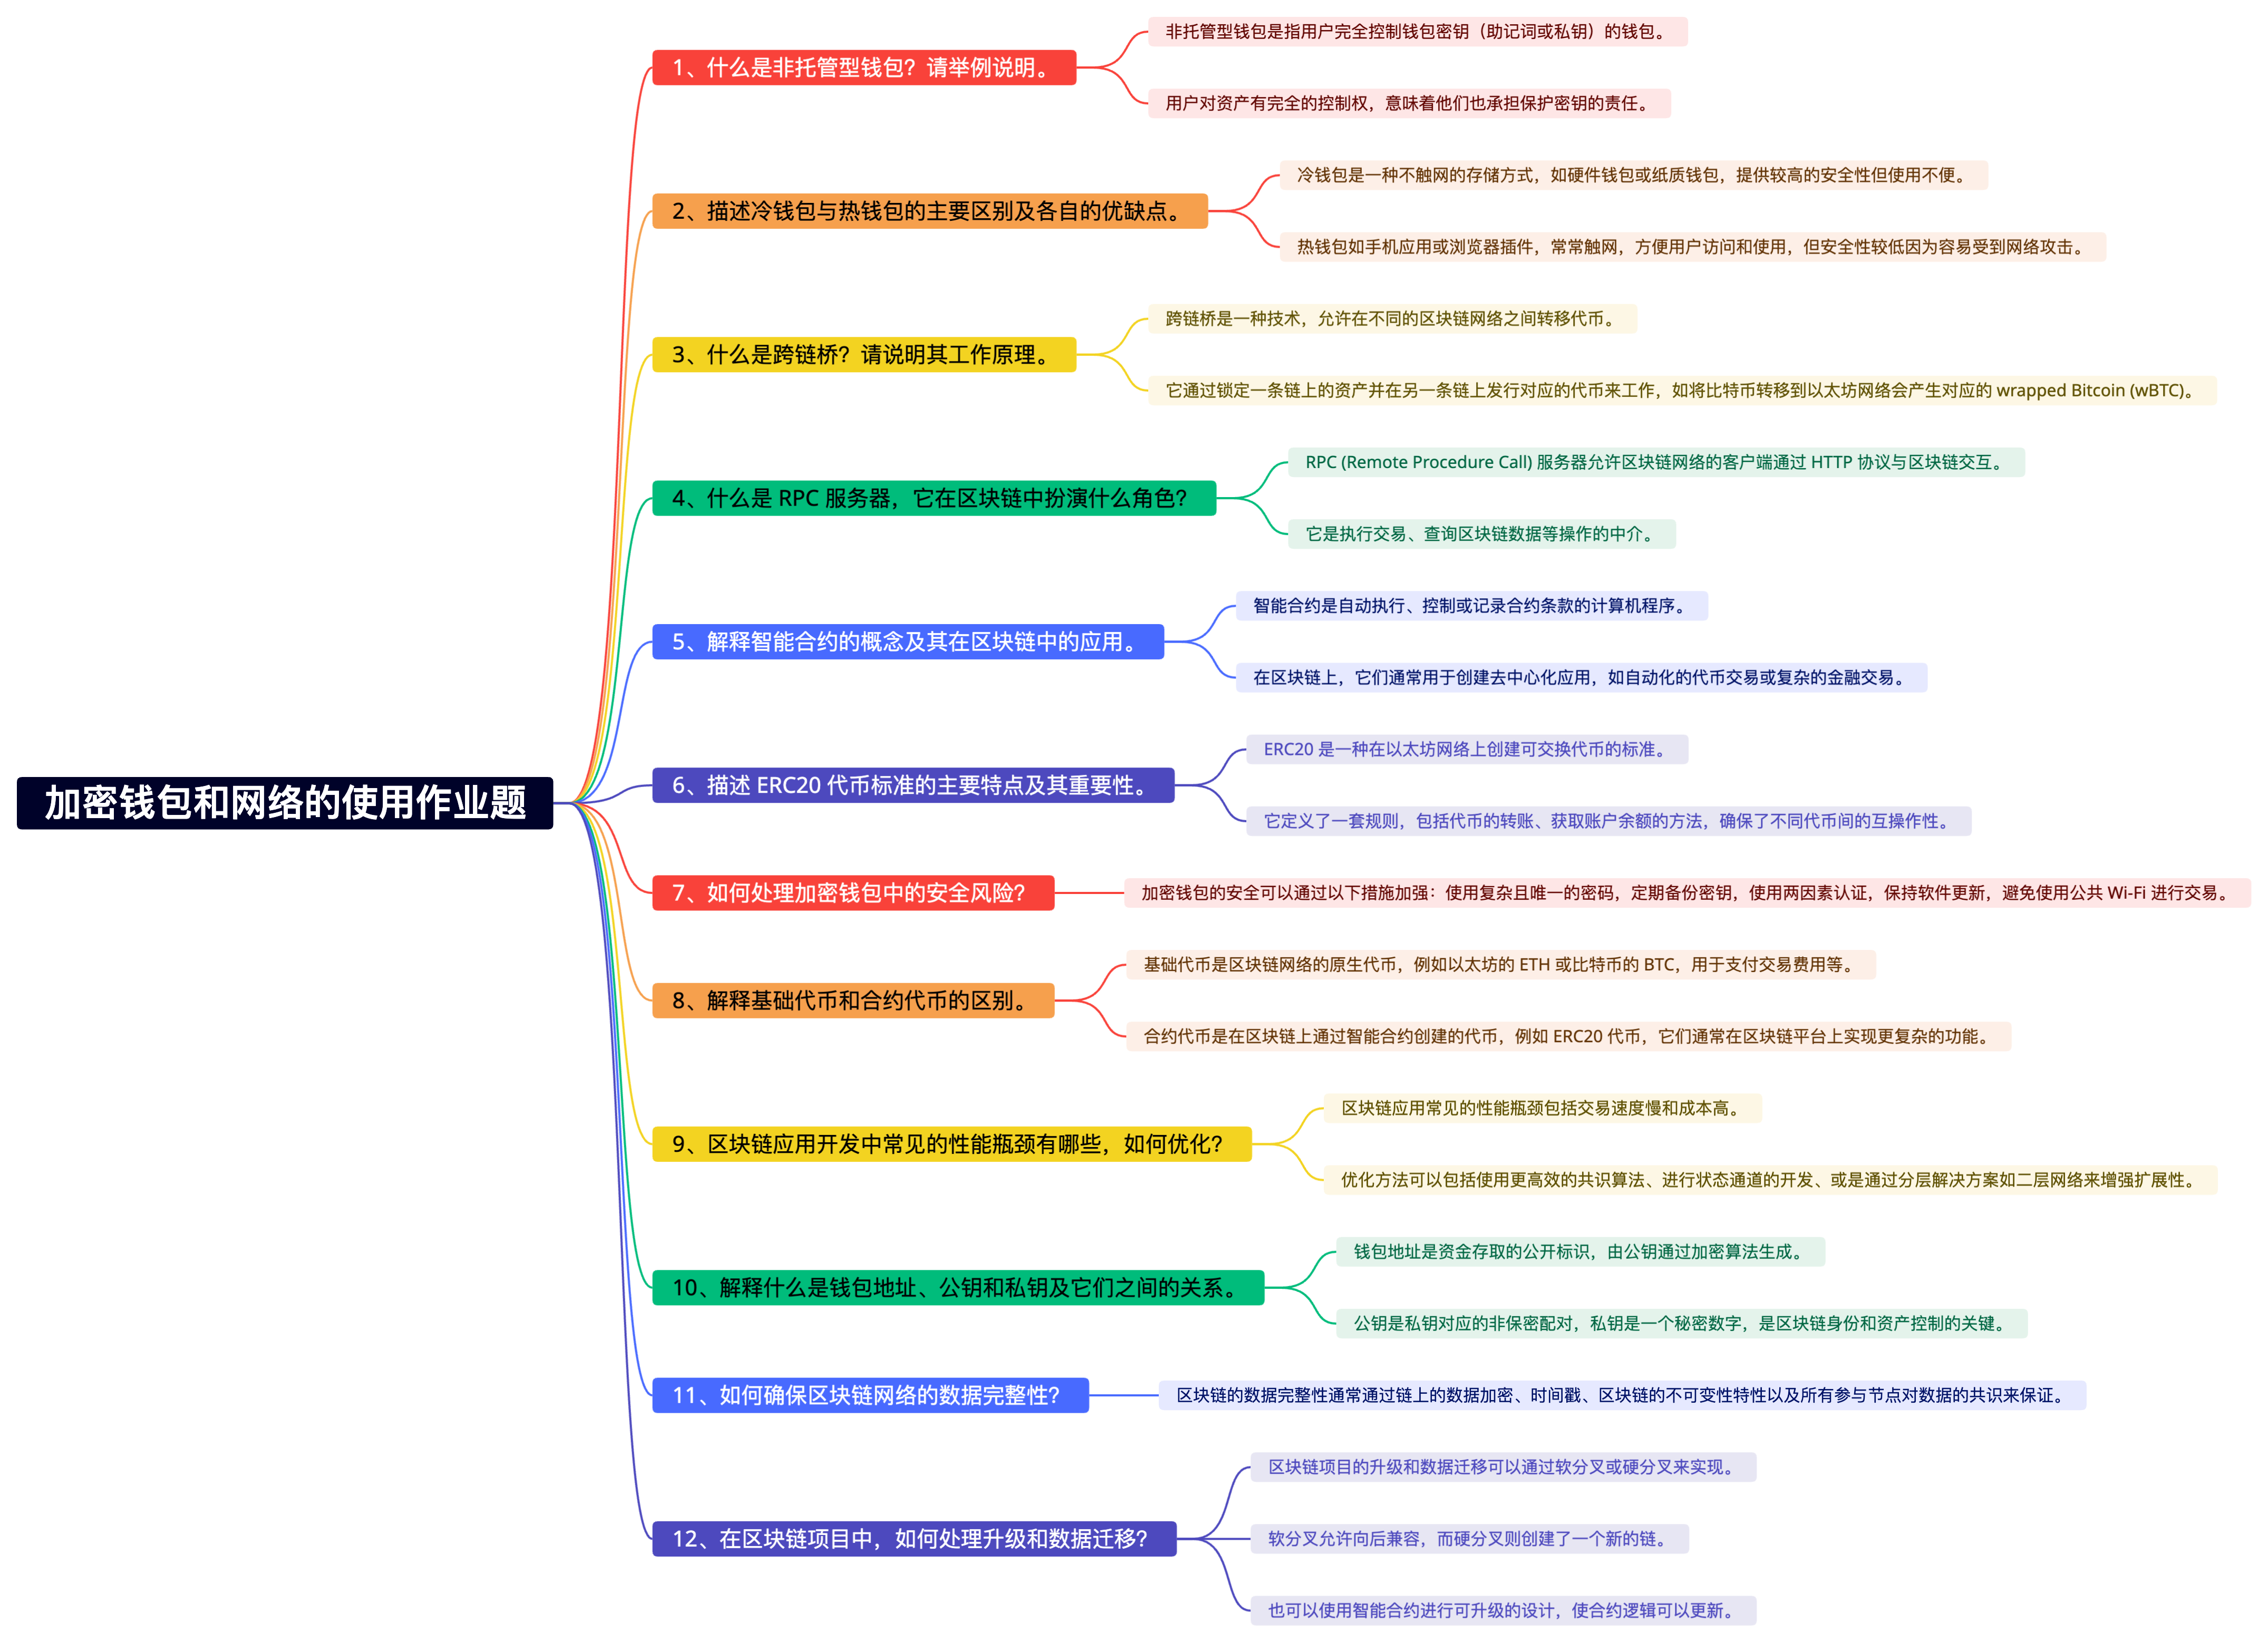 加密钱包和网络的使用作业题
1、什么是非托管型钱包？请举例说明。
非托管型钱包是指用户完全控制钱包密钥（助记词或私钥）的钱包。
用户对资产有完全的控制权，意味着他们也承担保护密钥的责任。
2、描述冷钱包与热钱包的主要区别及各自的优缺点。
冷钱包是一种不触网的存储方式，如硬件钱包或纸质钱包，提供较高的安全性但使用不便。
热钱包如手机应用或浏览器插件，常常触网，方便用户访问和使用，但安全性较低因为容易受到网络攻击。
3、什么是跨链桥？请说明其工作原理。
跨链桥是一种技术，允许在不同的区块链网络之间转移代币。
它通过锁定一条链上的资产并在另一条链上发行对应的代币来工作，如将比特币转移到以太坊网络会产生对应的 wrapped Bitcoin (wBTC)。
4、什么是 RPC 服务器，它在区块链中扮演什么角色？
RPC (Remote Procedure Call) 服务器允许区块链网络的客户端通过 HTTP 协议与区块链交互。
它是执行交易、查询区块链数据等操作的中介。
5、解释智能合约的概念及其在区块链中的应用。
智能合约是自动执行、控制或记录合约条款的计算机程序。
在区块链上，它们通常用于创建去中心化应用，如自动化的代币交易或复杂的金融交易。
6、描述 ERC20 代币标准的主要特点及其重要性。
ERC20 是一种在以太坊网络上创建可交换代币的标准。
它定义了一套规则，包括代币的转账、获取账户余额的方法，确保了不同代币间的互操作性。
7、如何处理加密钱包中的安全风险？
加密钱包的安全可以通过以下措施加强：使用复杂且唯一的密码，定期备份密钥，使用两因素认证，保持软件更新，避免使用公共 Wi-Fi 进行交易。
8、解释基础代币和合约代币的区别。
基础代币是区块链网络的原生代币，例如以太坊的 ETH 或比特币的 BTC，用于支付交易费用等。
合约代币是在区块链上通过智能合约创建的代币，例如 ERC20 代币，它们通常在区块链平台上实现更复杂的功能。
9、区块链应用开发中常见的性能瓶颈有哪些，如何优化？
区块链应用常见的性能瓶颈包括交易速度慢和成本高。
优化方法可以包括使用更高效的共识算法、进行状态通道的开发、或是通过分层解决方案如二层网络来增强扩展性。
10、解释什么是钱包地址、公钥和私钥及它们之间的关系。
钱包地址是资金存取的公开标识，由公钥通过加密算法生成。
公钥是私钥对应的非保密配对，私钥是一个秘密数字，是区块链身份和资产控制的关键。
11、如何确保区块链网络的数据完整性？
区块链的数据完整性通常通过链上的数据加密、时间戳、区块链的不可变性特性以及所有参与节点对数据的共识来保证。
12、在区块链项目中，如何处理升级和数据迁移？
区块链项目的升级和数据迁移可以通过软分叉或硬分叉来实现。
软分叉允许向后兼容，而硬分叉则创建了一个新的链。
也可以使用智能合约进行可升级的设计，使合约逻辑可以更新。